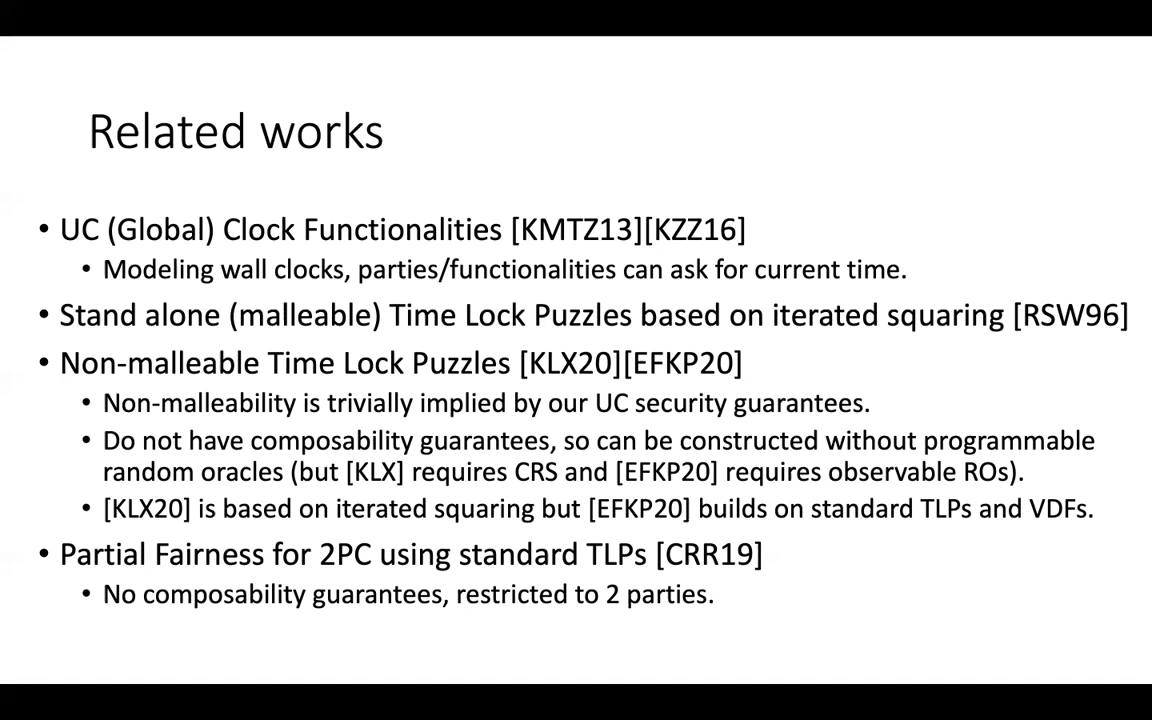 Related works
• UC (Global) Clock Functionalities [KMTZ13][KZZ16]
• Modeling wall clocks, parties/functionalities can ask for current time.
• Stand alone (malleable) Time Lock Puzzles based on iterated squaring [RSW96]
• Non-malleable Time Lock Puzzles [KLX20][EFKP20]
• Non-malleability is trivially implied by our UC security guarantees.
• Do not have composability guarantees, so can be constructed without programmable
random oracles (but [KLX] requires CRS and [EFKP20] requires observable ROs).
• [KLX20] is based on iterated squaring but [EFKP20] builds on standard TLPs and VDFs.
• Partial Fairness for 2PC using standard TLPs [CRR19]
• No composability guarantees, restricted to 2 parties.